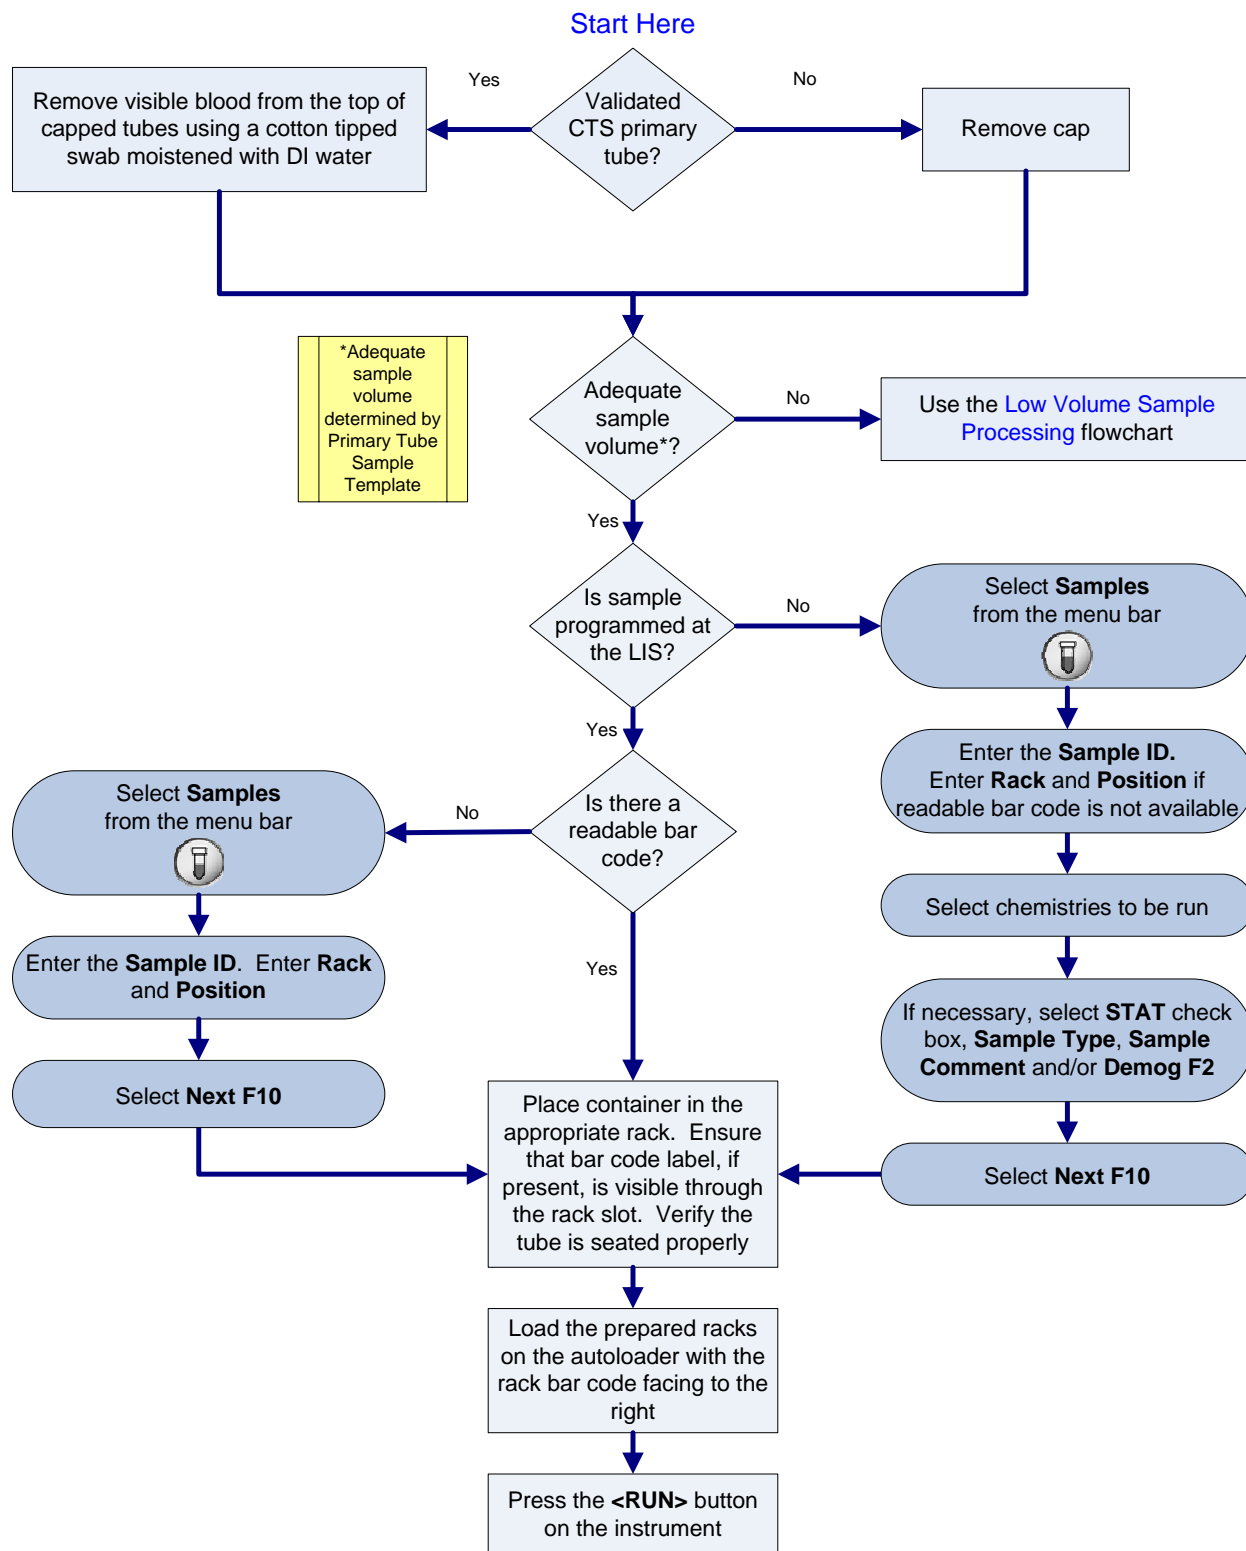 Start Here
Yes
No
Remove visible blood from the top of
capped tubes using a cotton tipped
swab moistened with DI water
Validated
CTS primary
tube?
Remove cap
*Adequate
sample
volume
determined by
Primary Tube
Sample
Template
Adequate
sample
volume*?
No
Use the Low Volume Sample
Processing flowchart
Yes
Is sample
programmed at
the LIS?
No
Select Samples
from the menu bar
Yes
Enter the Sample ID.
Enter Rack and Position if
readable bar code is not available
Select Samples
from the menu bar
No
Is there a
readable bar
code?
Select chemistries to be run
Enter the Sample ID.  Enter Rack
and Position
Yes
If necessary, select STAT check
box, Sample Type, Sample
Comment and/or Demog F2
Select Next F10
Place container in the
appropriate rack.  Ensure
that bar code label, if
present, is visible through
the rack slot.  Verify the
tube is seated properly
Select Next F10
Load the prepared racks
on the autoloader with the
rack bar code facing to the
right
Press the <RUN> button
on the instrument